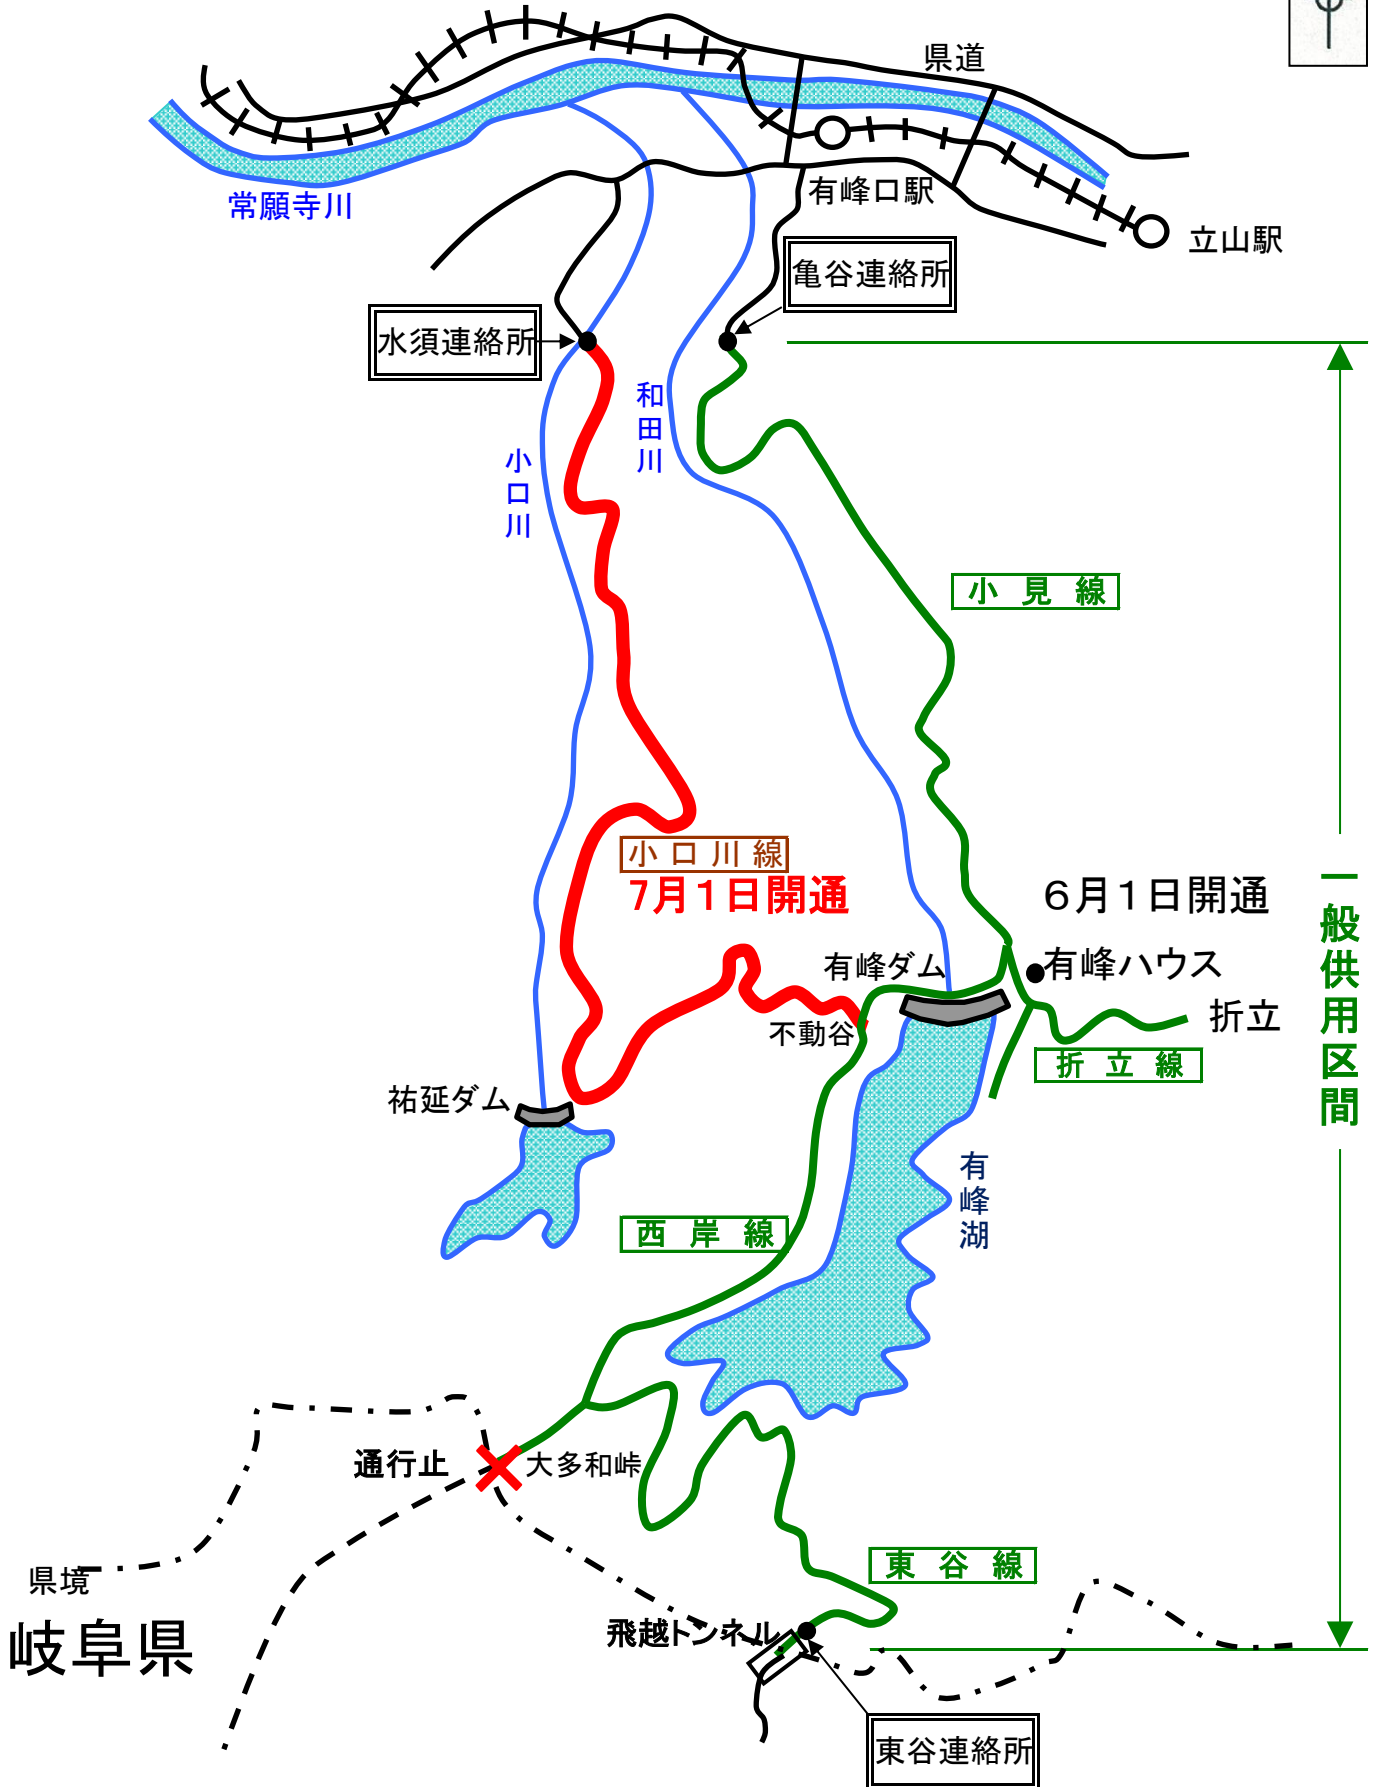 県道
常願寺川
有峰口駅
立山駅
亀谷連絡所
水須連絡所
和田川
小口川
小見線
小口川線
7月1日開通
6月1日開通
一般供用区間
有峰ダム
有峰ハウス
不動谷
折立
折立線
祐延ダム
有峰湖
西岸線
通行止
大多和峠
東谷線
県境
岐阜県
飛越トンネル
東谷連絡所